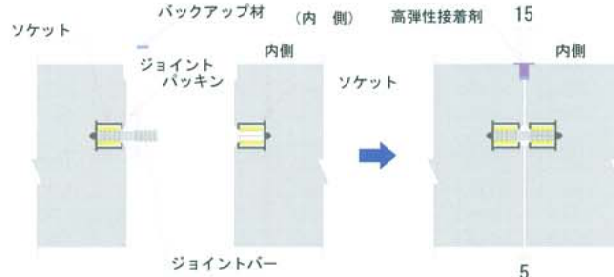 バックアップ材
(内 側)
高弾性接着剤
15
ソケット
内側
内側
ジョイント
パッキン
ソケット
ジョイントバー
5